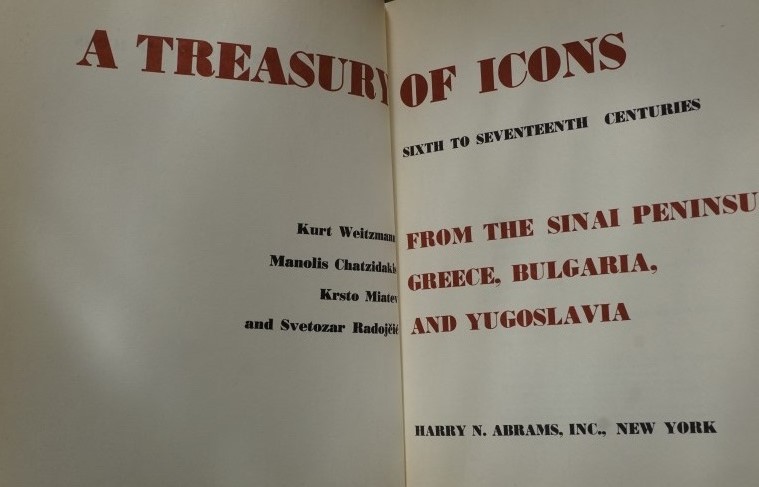 A TREASURY OF ICONS
SIXTH TO SEVENTEENTH CENTURIES
Kurt Weitzmann
Manolis Chatzidakis
Krsto Miatev
and Svetozar Radojčić
FROM THE SINAI PENINSU
GREECE, BULGARIA,
AND YUGOSLAVIA
HARRY N. ABRAMS, INC., NEW YORK